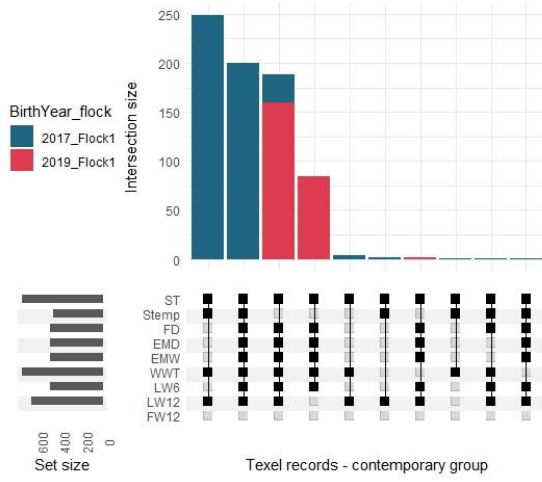 250
200
150
100
50
0
Intersection size
BirthYear_flock
2017_Flock1
2019_Flock1
ST
Stemp
FD
EMD
EMW
WWT
LW6
LW12
FW12
600
400
200
0
Set size
Texel records - contemporary group